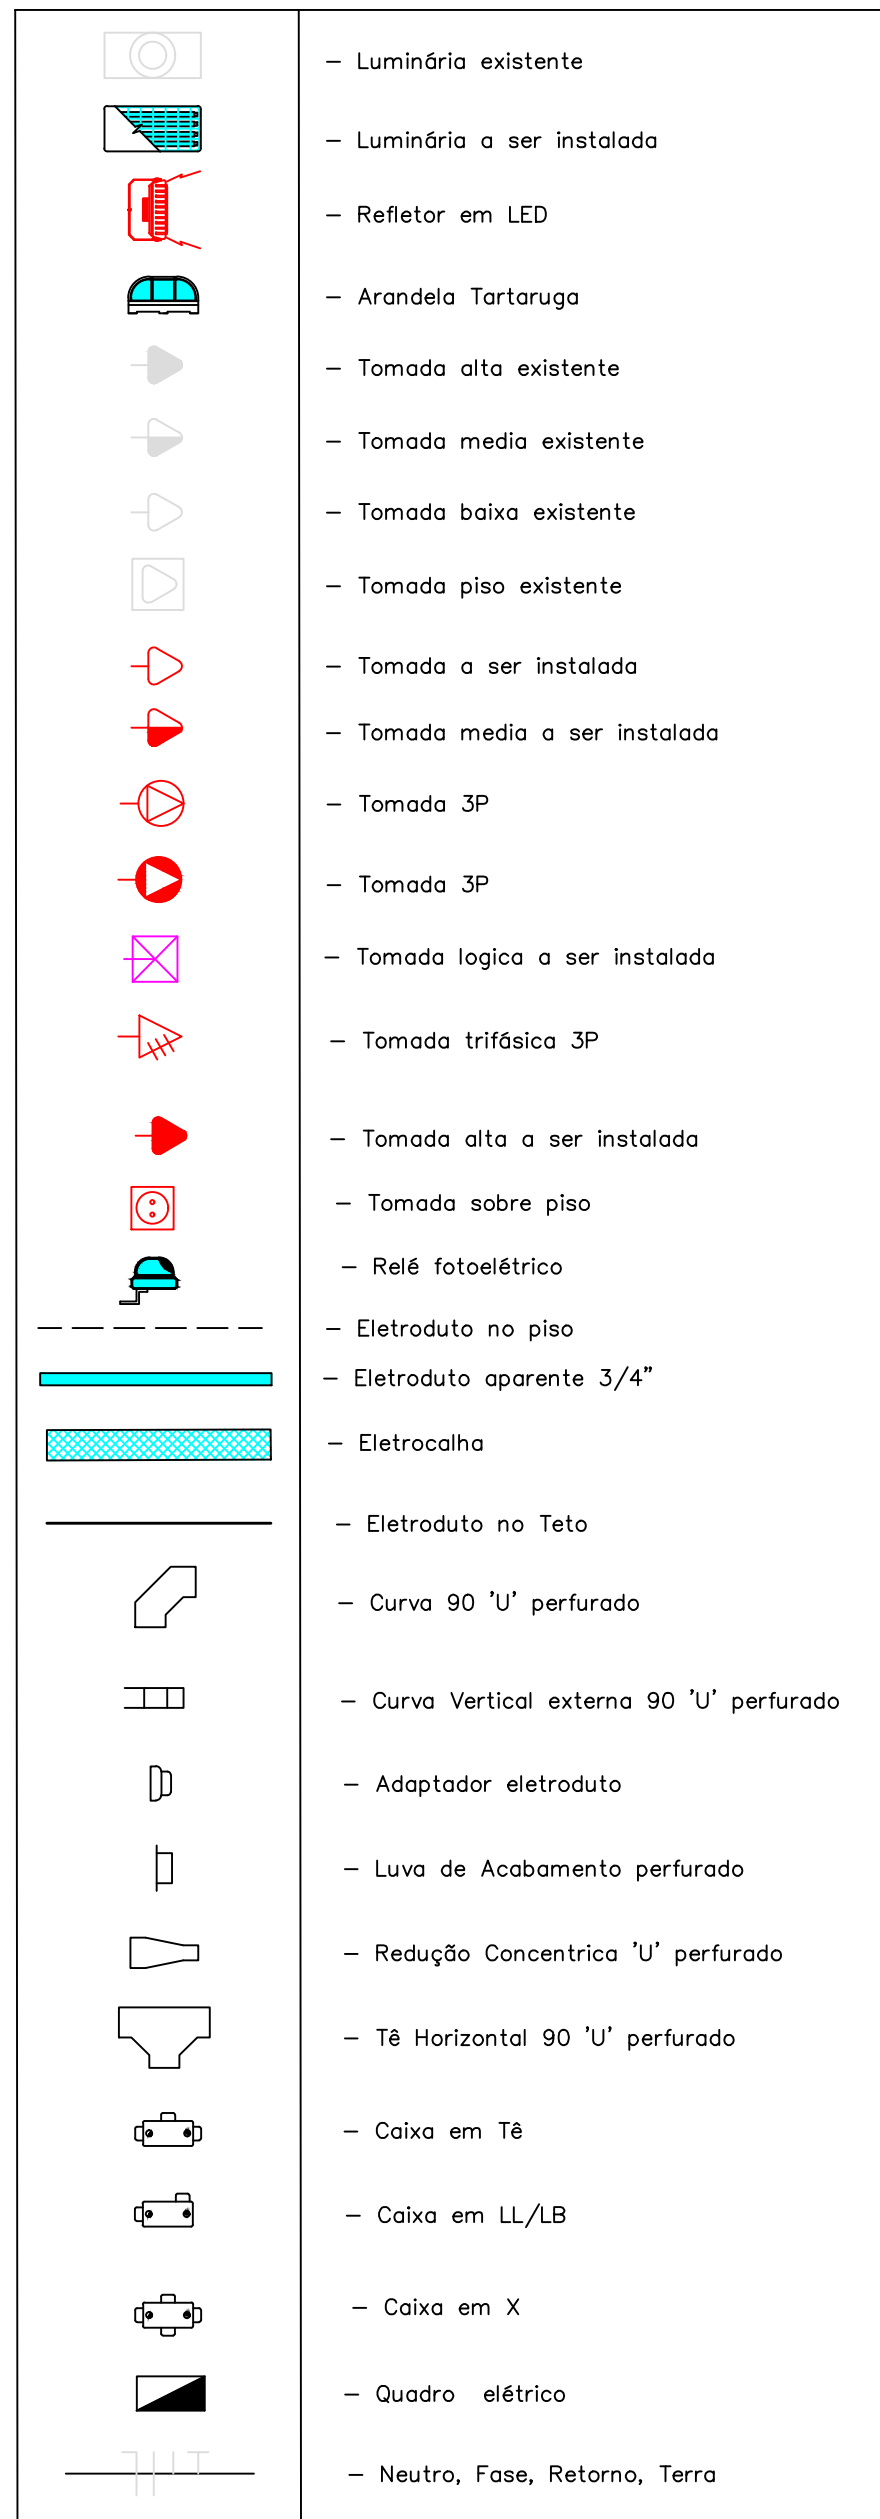 - Luminária existente
- Luminária a ser instalada
- Refletor em LED
- Arandela Tartaruga
- Tomada alta existente
- Tomada media existente
- Tomada baixa existente
- Tomada piso existente
- Tomada a ser instalada
- Tomada media a ser instalada
- Tomada 3P
- Tomada 3P
- Tomada logica a ser instalada
- Tomada trifásica 3P
- Tomada alta a ser instalada
- Tomada sobre piso
- Relé fotoelétrico
- Eletroduto no piso
- Eletroduto aparente 3/4"
- Eletrocalha
- Eletroduto no Teto
- Curva 90 'U' perfurado
- Curva Vertical externa 90 'U' perfurado
- Adaptador eletroduto
- Luva de Acabamento perfurado
- Redução Concentrica 'U' perfurado
- Tê Horizontal 90 'U' perfurado
- Caixa em Tê
- Caixa em LL/LB
- Caixa em X
- Quadro elétrico
- Neutro, Fase, Retorno, Terra